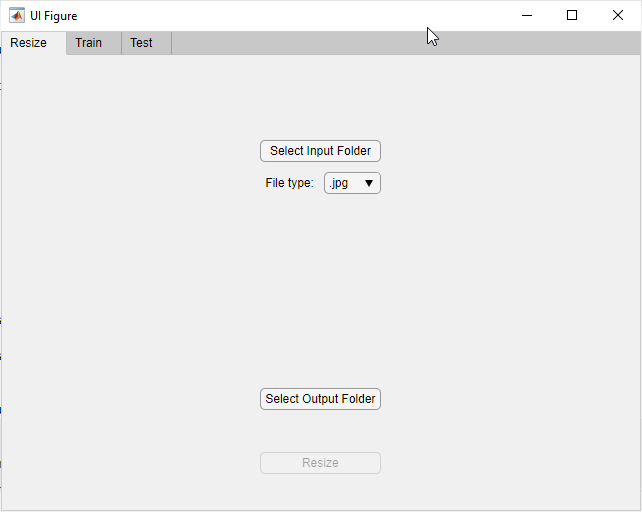 UI Figure
Resize Train Test
Select Input Folder
File type: .jpg
Select Output Folder
Resize